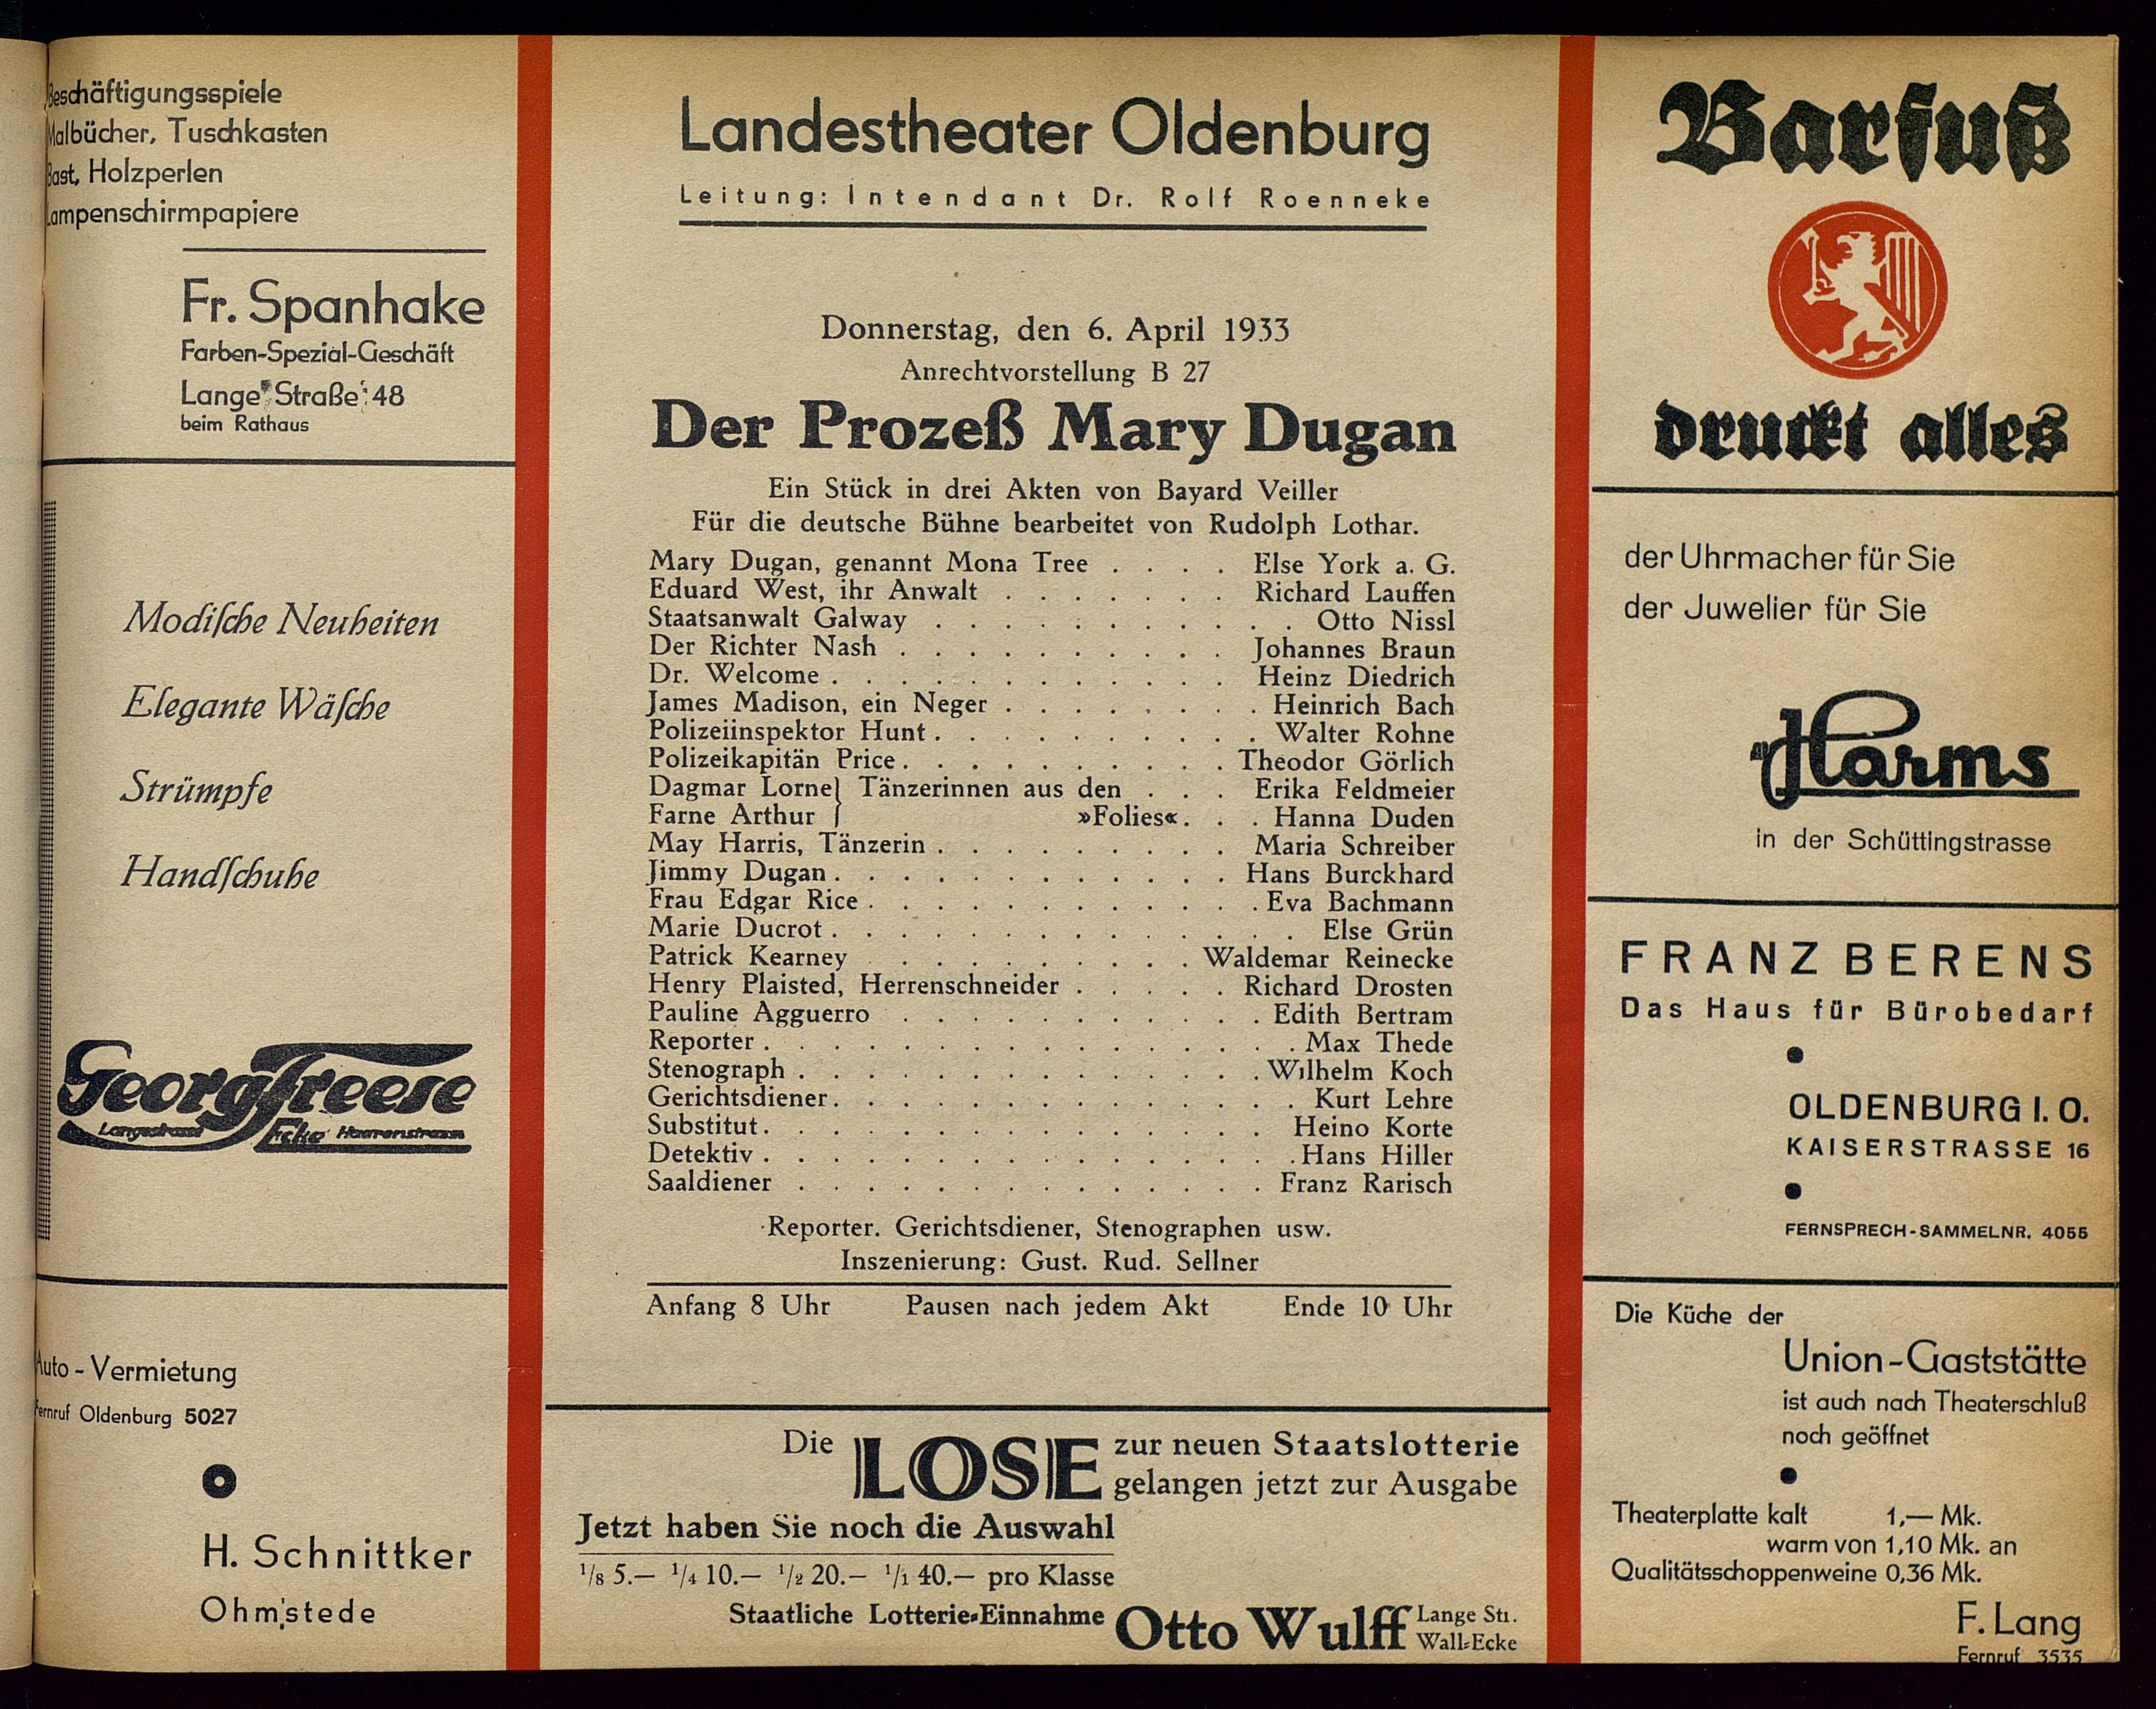 Beschäftigungsspiele
Malbücher, Tuschkasten
Bast, Holzperlen
Lampenschirmpapiere
Fr. Spanhake
Farben-Spezial-Geschäft
Lange Straße 48
beim Rathaus
Modische Neuheiten
Elegante Wäsche
Strümpfe
Handschuhe
Georg Freese
Langestrasse Ecke Haarenstrasse
Auto - Vermietung
Fernruf Oldenburg 5027
H. Schnittker
Ohmstede
Landestheater Oldenburg
Leitung: Intendant Dr. Rolf Roenneke
Donnerstag, den 6. April 1933
Anrechtvorstellung B 27
Der Prozeß Mary Dugan
Ein Stück in drei Akten von Bayard Veiller
Für die deutsche Bühne bearbeitet von Rudolph Lothar.
Mary Dugan, genannt Mona Tree . . . . Else York a. G.
Eduard West, ihr Anwalt . . . . . . . Richard Lauffen
Staatsanwalt Galway . . . . . . . . . . . Otto Nissl
Der Richter Nash . . . . . . . . . . Johannes Braun
Dr. Welcome . . . . . . . . . . . . Heinz Diedrich
James Madison, ein Neger . . . . . . . . Heinrich Bach
Polizeiinspektor Hunt . . . . . . . . . . Walter Rohne
Polizeikapitän Price . . . . . . . . . . Theodor Görlich
Dagmar Lorne } Tänzerinnen aus den . . . Erika Feldmeier
Farne Arthur } »Folies« . . . Hanna Duden
May Harris, Tänzerin . . . . . . . . . Maria Schreiber
Jimmy Dugan . . . . . . . . . . . . Hans Burckhard
Frau Edgar Rice . . . . . . . . . . . . Eva Bachmann
Marie Ducrot . . . . . . . . . . . . . . Else Grün
Patrick Kearney . . . . . . . . . . Waldemar Reinecke
Henry Plaisted, Herrenschneider . . . . . Richard Drosten
Pauline Agguerro . . . . . . . . . . . Edith Bertram
Reporter . . . . . . . . . . . . . . . . Max Thede
Stenograph . . . . . . . . . . . . . . Wilhelm Koch
Gerichtsdiener . . . . . . . . . . . . . . Kurt Lehre
Substitut . . . . . . . . . . . . . . . Heino Korte
Detektiv . . . . . . . . . . . . . . . . Hans Hiller
Saaldiener . . . . . . . . . . . . . . Franz Rarisch
Reporter. Gerichtsdiener, Stenographen usw.
Inszenierung: Gust. Rud. Sellner
Anfang 8 Uhr Pausen nach jedem Akt Ende 10 Uhr
Die LOSE zur neuen Staatslotterie
gelangen jetzt zur Ausgabe
Jetzt haben Sie noch die Auswahl
1/8 5.— 1/4 10.— 1/2 20.— 1/1 40.— pro Klasse
Staatliche Lotterie-Einnahme Otto Wulff Lange Str.
Wall-Ecke
Barfuß
druckt alles
der Uhrmacher für Sie
der Juwelier für Sie
Harms
in der Schüttingstrasse
FRANZ BERENS
Das Haus für Bürobedarf
OLDENBURG I. O.
KAISERSTRASSE 16
FERNSPRECH-SAMMELNR. 4055
Die Küche der
Union-Gaststätte
ist auch nach Theaterschluß
noch geöffnet
Theaterplatte kalt 1,— Mk.
warm von 1,10 Mk. an
Qualitätsschoppenweine 0,36 Mk.
F. Lang
Fernruf 3535